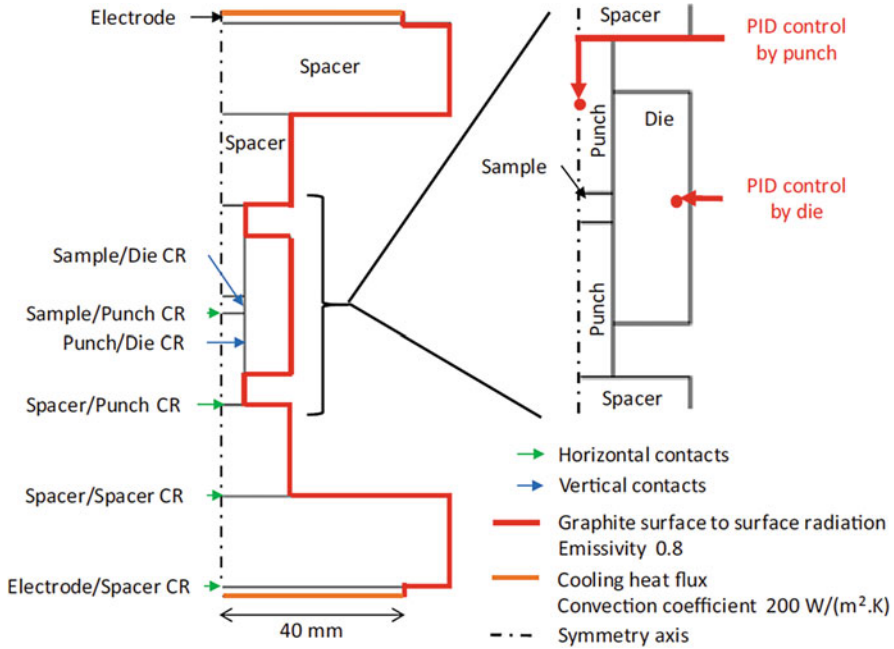 Electrode
Spacer
Spacer
Sample/Die CR
Sample/Punch CR
Punch/Die CR
Spacer/Punch CR
Spacer/Spacer CR
Electrode/Spacer CR
40 mm
Spacer
PID control
by punch
Punch
Die
Sample
PID control
by die
Punch
Spacer
Horizontal contacts
Vertical contacts
Graphite surface to surface radiation
Emissivity 0.8
Cooling heat flux
Convection coefficient 200 W/(m².K)
Symmetry axis